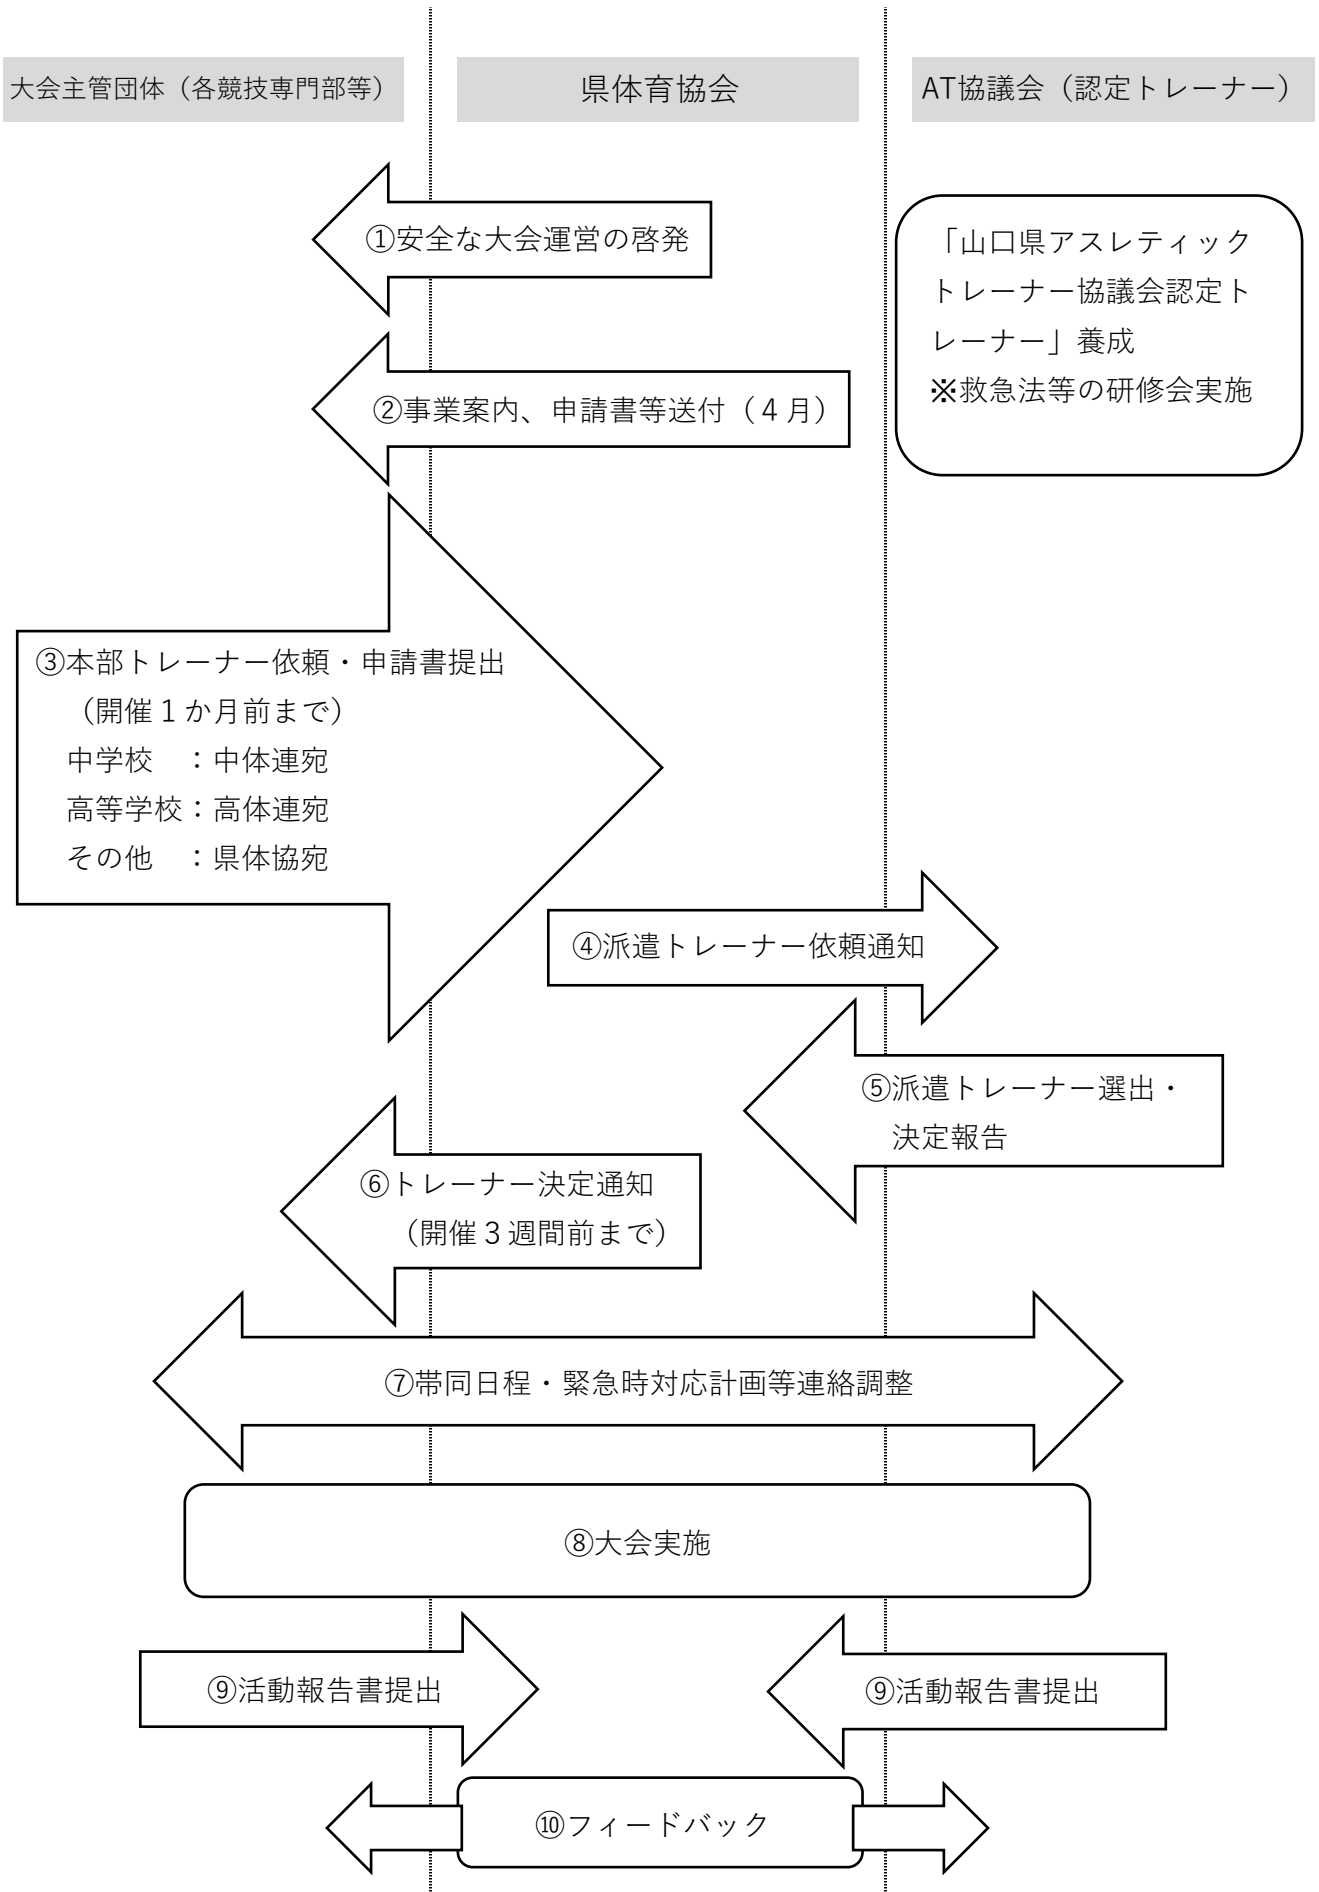 大会主管団体（各競技専門部等）
県体育協会
AT協議会（認定トレーナー）
①安全な大会運営の啓発
「山口県アスレティック
トレーナー協議会認定ト
レーナー」養成
※救急法等の研修会実施
②事業案内、申請書等送付（４月）
③本部トレーナー依頼・申請書提出
（開催１か月前まで）
中学校　：中体連宛
高等学校：高体連宛
その他　：県体協宛
④派遣トレーナー依頼通知
⑤派遣トレーナー選出・
決定報告
⑥トレーナー決定通知
（開催３週間前まで）
⑦帯同日程・緊急時対応計画等連絡調整
⑧大会実施
⑨活動報告書提出
⑨活動報告書提出
⑩フィードバック